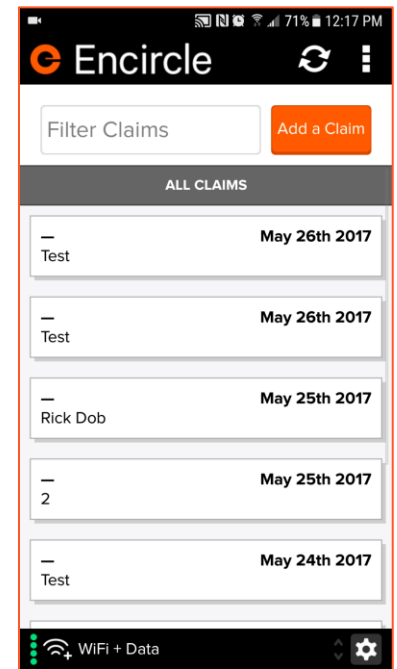 71% 12:17 PM
Encircle
Filter Claims
Add a Claim
ALL CLAIMS
— May 26th 2017
Test
— May 26th 2017
Test
— May 25th 2017
Rick Dob
— May 25th 2017
2
— May 24th 2017
Test
WiFi + Data